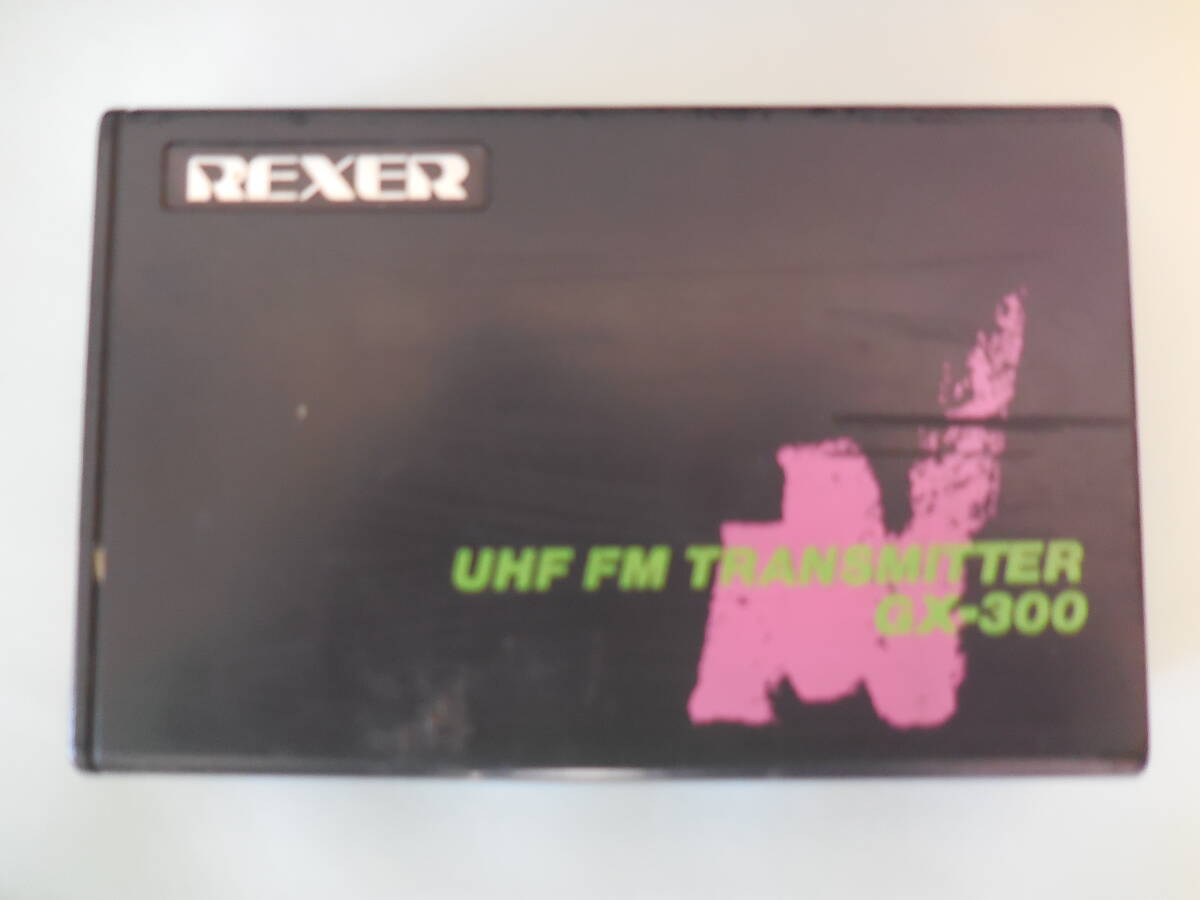 REXER
UHF FM TRANSMITTER
GX-300